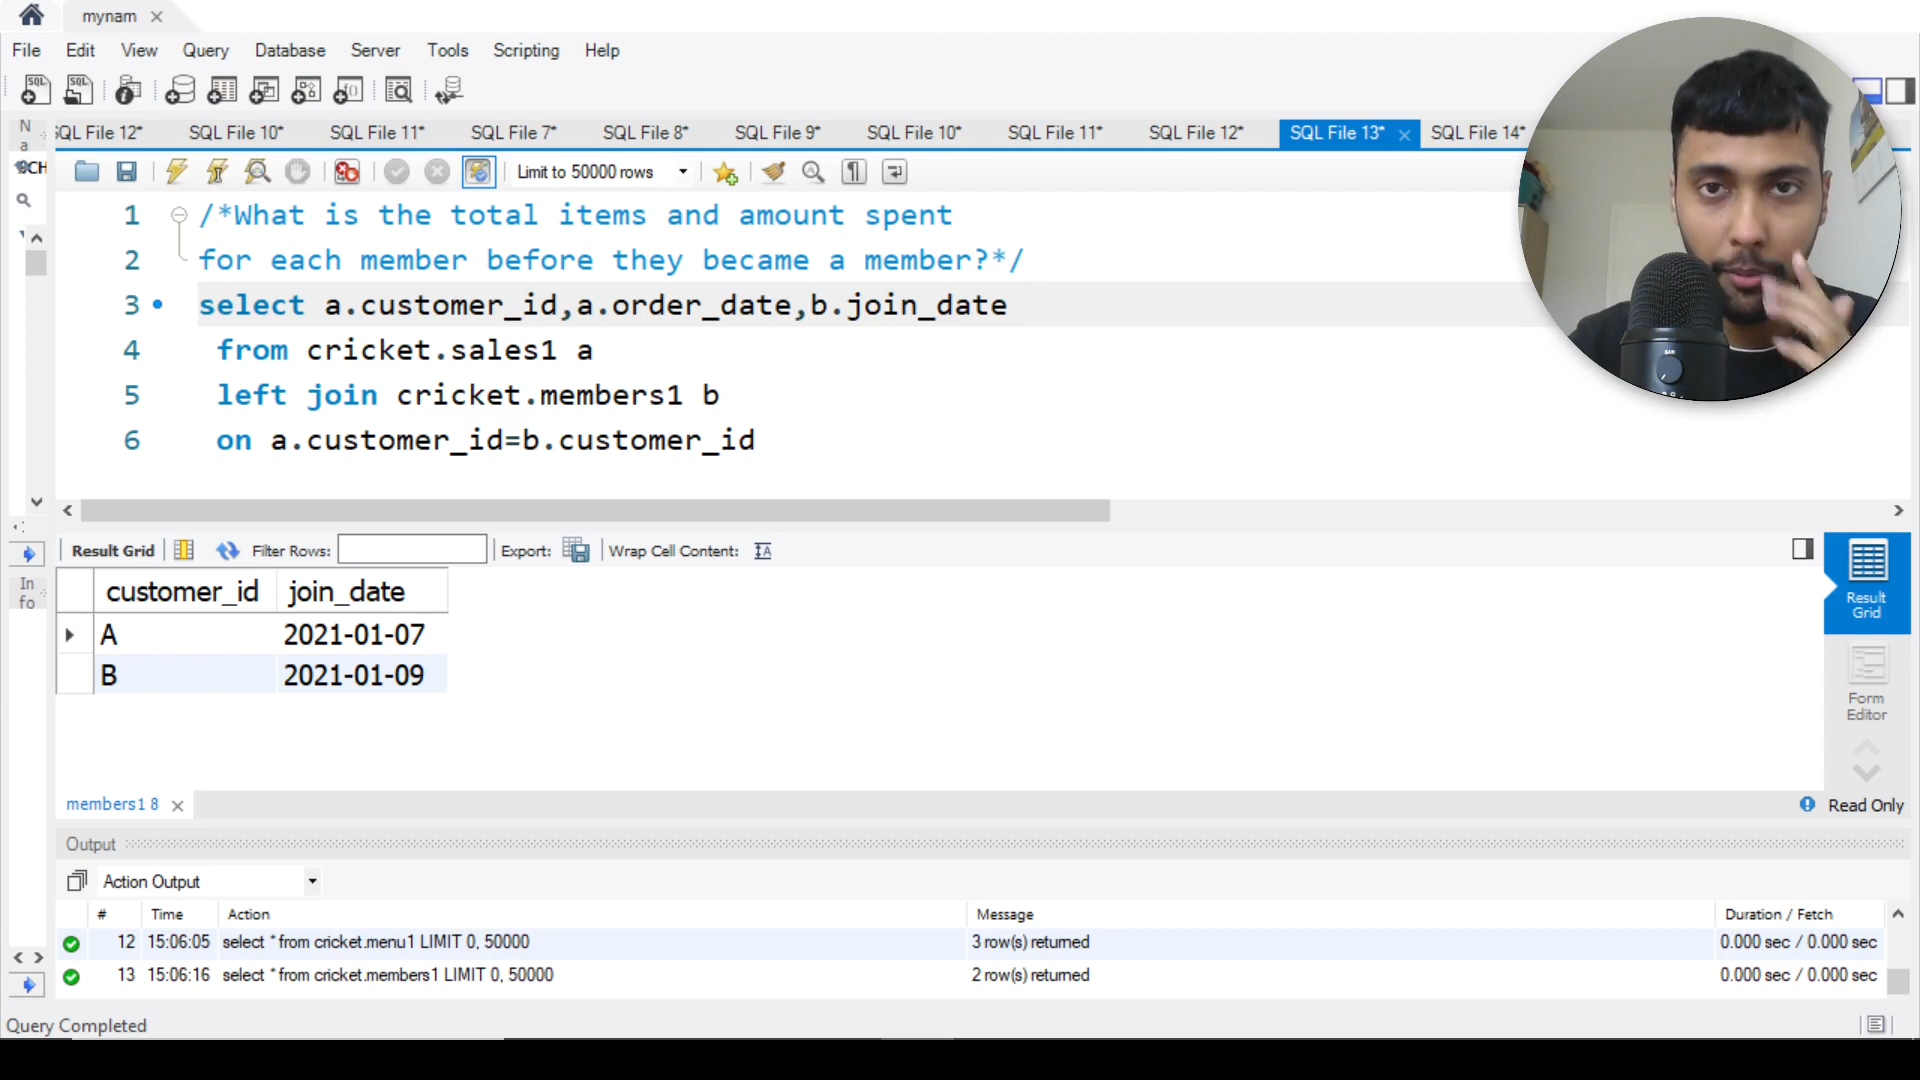 mynam
File Edit View Query Database Server Tools Scripting Help
SQL SQL
SQL File 12* SQL File 10* SQL File 11* SQL File 7* SQL File 8* SQL File 9* SQL File 10* SQL File 11* SQL File 12* SQL File 13* SQL File 14*
Na
CH
Limit to 50000 rows
1 /*What is the total items and amount spent
2 for each member before they became a member?*/
3 select a.customer_id,a.order_date,b.join_date
4 from cricket.sales1 a
5 left join cricket.members1 b
6 on a.customer_id=b.customer_id
Result Grid Filter Rows: Export: Wrap Cell Content:
Info
customer_id join_date
A 2021-01-07
B 2021-01-09
Result
Grid
Form
Editor
members1 8
Read Only
Output
Action Output
# Time Action Message Duration / Fetch
12 15:06:05 select * from cricket.menu1 LIMIT 0, 50000 3 row(s) returned 0.000 sec / 0.000 sec
13 15:06:16 select * from cricket.members1 LIMIT 0, 50000 2 row(s) returned 0.000 sec / 0.000 sec
Query Completed